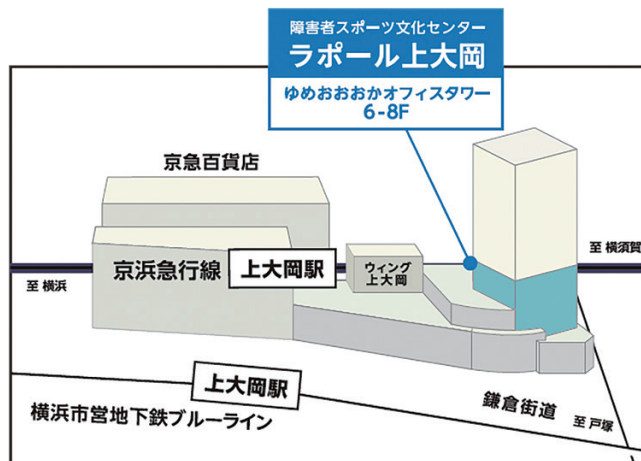 障害者スポーツ文化センター
ラポール上大岡
ゆめおおおかオフィスタワー
6-8F
京急百貨店
至 横須賀
京浜急行線
上大岡駅
ウィング
上大岡
至 横浜
上大岡駅
横浜市営地下鉄ブルーライン
鎌倉街道
至 戸塚